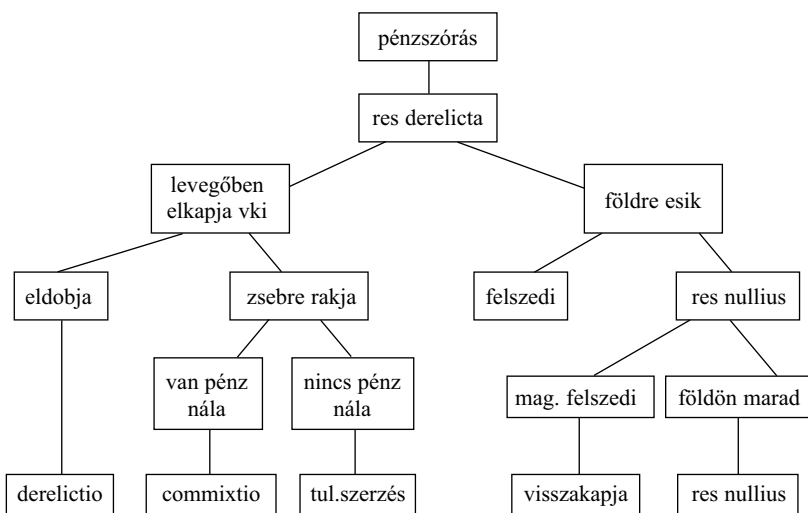 pénzszórás
res derelicta
levegőben
elkapja vki
földre esik
eldobja
zsebre rakja
felszedi
res nullius
van pénz
nála
nincs pénz
nála
mag. felszedi
földön marad
derelictio
commixtio
tul.szerzés
visszakapja
res nullius